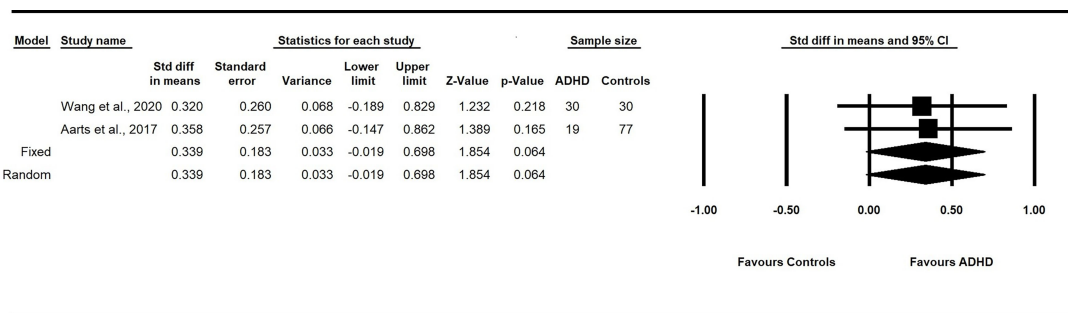 Model Study name Statistics for each study Sample size Std diff in means and 95% CI
Std diff Standard Lower Upper
in means error Variance limit limit Z-Value p-Value ADHD Controls
Wang et al., 2020 0.320 0.260 0.068 -0.189 0.829 1.232 0.218 30 30
Aarts et al., 2017 0.358 0.257 0.066 -0.147 0.862 1.389 0.165 19 77
Fixed 0.339 0.183 0.033 -0.019 0.698 1.854 0.064
Random 0.339 0.183 0.033 -0.019 0.698 1.854 0.064
-1.00 -0.50 0.00 0.50 1.00
Favours Controls Favours ADHD